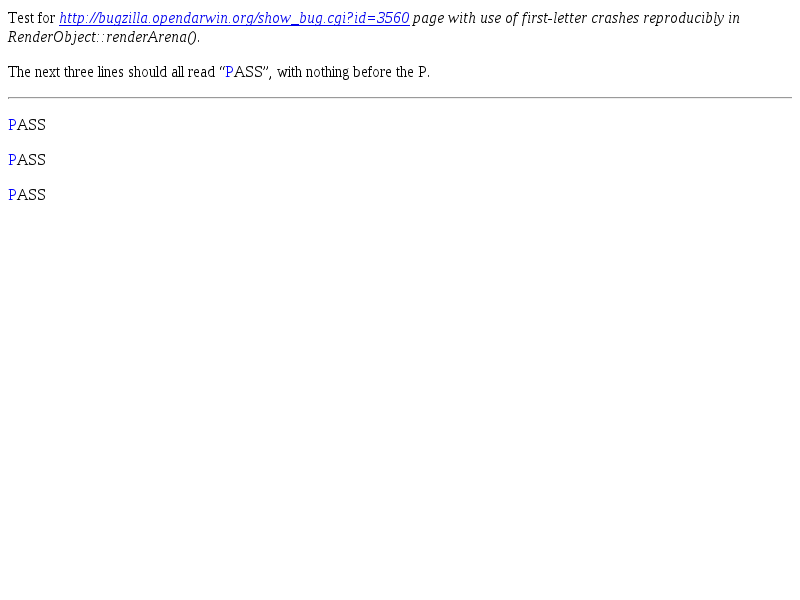 Test for http://bugzilla.opendarwin.org/show_bug.cgi?id=3560 page with use of first-letter crashes reproducibly in
RenderObject::renderArena().
The next three lines should all read “PASS”, with nothing before the P.
PASS
PASS
PASS